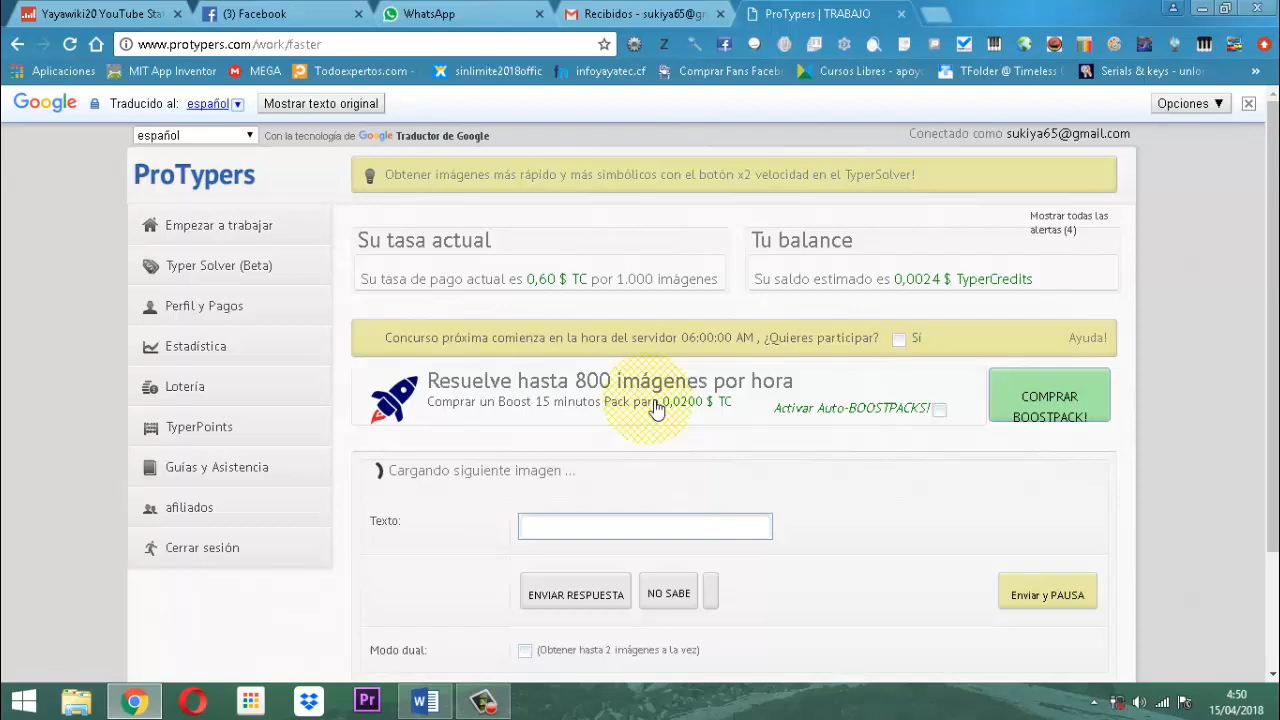 Yayawiki20 YouTube Stat
(3) Facebook
WhatsApp
Recibidos - sukiya65@gmail
ProTypers | TRABAJO
www.protypers.com/work/faster
Aplicaciones
MIT App Inventor
MEGA
Todoexpertos.com -
sinlimite2018offic
infoyayatec.cf
Comprar Fans Faceb
Cursos Libres - apoy
TFolder @ Timeless
Serials & keys - unlo
»
Google Traducido al: español Mostrar texto original Opciones ▼
español Con la tecnología de Google Traductor de Google
Conectado como sukiya65@gmail.com
ProTypers
Obtener imágenes más rápido y más simbólicos con el botón x2 velocidad en el TyperSolver!
Mostrar todas las
alertas (4)
Empezar a trabajar
Typer Solver (Beta)
Perfil y Pagos
Estadística
Lotería
TyperPoints
Guías y Asistencia
afiliados
Cerrar sesión
Su tasa actual
Su tasa de pago actual es 0,60 $ TC por 1.000 imágenes
Tu balance
Su saldo estimado es 0,0024 $ TyperCredits
Concurso próxima comienza en la hora del servidor 06:00:00 AM , ¿Quieres participar? Sí Ayuda!
Resuelve hasta 800 imágenes por hora
Comprar un Boost 15 minutos Pack para 0,0200 $ TC
Activar Auto-BOOSTPACKS!
COMPRAR
BOOSTPACK!
Cargando siguiente imagen ...
Texto:
ENVIAR RESPUESTA
NO SABE
Enviar y PAUSA
Modo dual: (Obtener hasta 2 imágenes a la vez)
4:50
15/04/2018